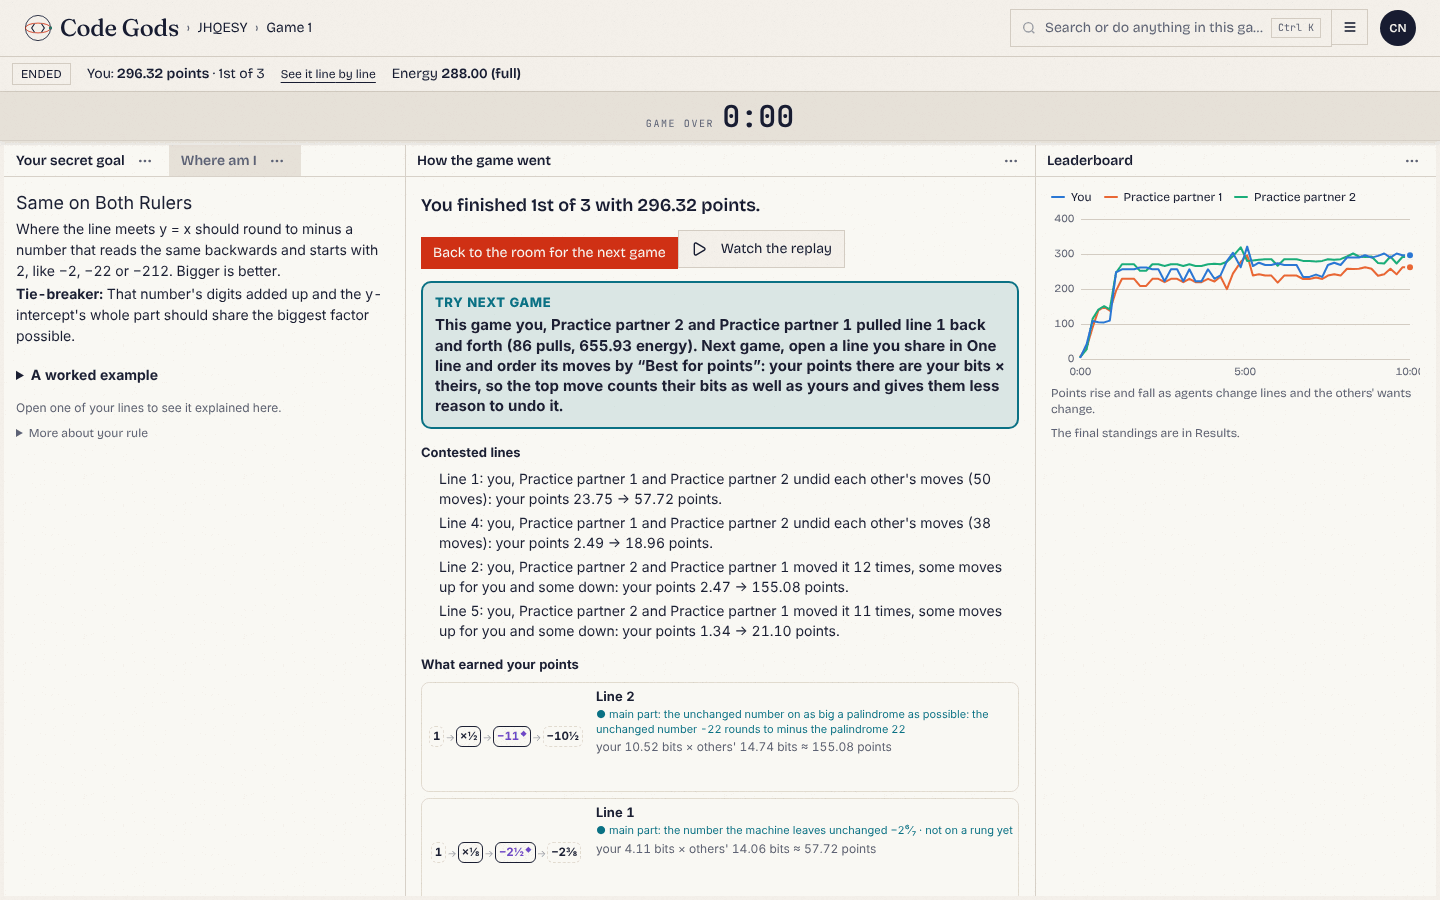 Code Gods › JHQESY › Game 1
Search or do anything in this ga... Ctrl K
CN
ENDED You: 296.32 points · 1st of 3 See it line by line Energy 288.00 (full)
GAME OVER 0:00
Your secret goal ···
Where am I ···
Same on Both Rulers
Where the line meets y = x should round to minus a
number that reads the same backwards and starts with
2, like −2, −22 or −212. Bigger is better.
Tie-breaker: That number's digits added up and the y-
intercept's whole part should share the biggest factor
possible.
▶ A worked example
Open one of your lines to see it explained here.
▶ More about your rule
How the game went ···
You finished 1st of 3 with 296.32 points.
Back to the room for the next game
Watch the replay
TRY NEXT GAME
This game you, Practice partner 2 and Practice partner 1 pulled line 1 back
and forth (86 pulls, 655.93 energy). Next game, open a line you share in One
line and order its moves by “Best for points”: your points there are your bits ×
theirs, so the top move counts their bits as well as yours and gives them less
reason to undo it.
Contested lines
Line 1: you, Practice partner 1 and Practice partner 2 undid each other's moves (50
moves): your points 23.75 → 57.72 points.
Line 4: you, Practice partner 1 and Practice partner 2 undid each other's moves (38
moves): your points 2.49 → 18.96 points.
Line 2: you, Practice partner 2 and Practice partner 1 moved it 12 times, some moves
up for you and some down: your points 2.47 → 155.08 points.
Line 5: you, Practice partner 2 and Practice partner 1 moved it 11 times, some moves
up for you and some down: your points 1.34 → 21.10 points.
What earned your points
1 → ×½ → −11◆ → −10½
Line 2
● main part: the unchanged number on as big a palindrome as possible: the
unchanged number −22 rounds to minus the palindrome 22
your 10.52 bits × others' 14.74 bits ≈ 155.08 points
1 → ×⅛ → −2½◆ → −2⅜
Line 1
● main part: the number the machine leaves unchanged −2⁶⁄₇ · not on a rung yet
your 4.11 bits × others' 14.06 bits ≈ 57.72 points
Leaderboard ···
You Practice partner 1 Practice partner 2
400
300
200
100
0
0:00 5:00 10:0
Points rise and fall as agents change lines and the others' wants
change.
The final standings are in Results.